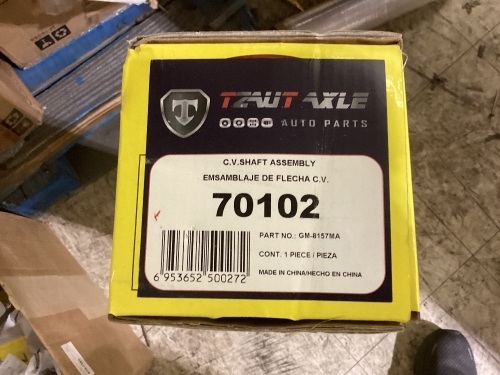 TZAUT AXLE
AUTO PARTS
C.V.SHAFT ASSEMBLY
EMSAMBLAJE DE FLECHA C.V.
70102
PART NO.: GM-8157MA
CONT. 1 PIECE / PIEZA
MADE IN CHINA/HECHO EN CHINA
6 953652 500272